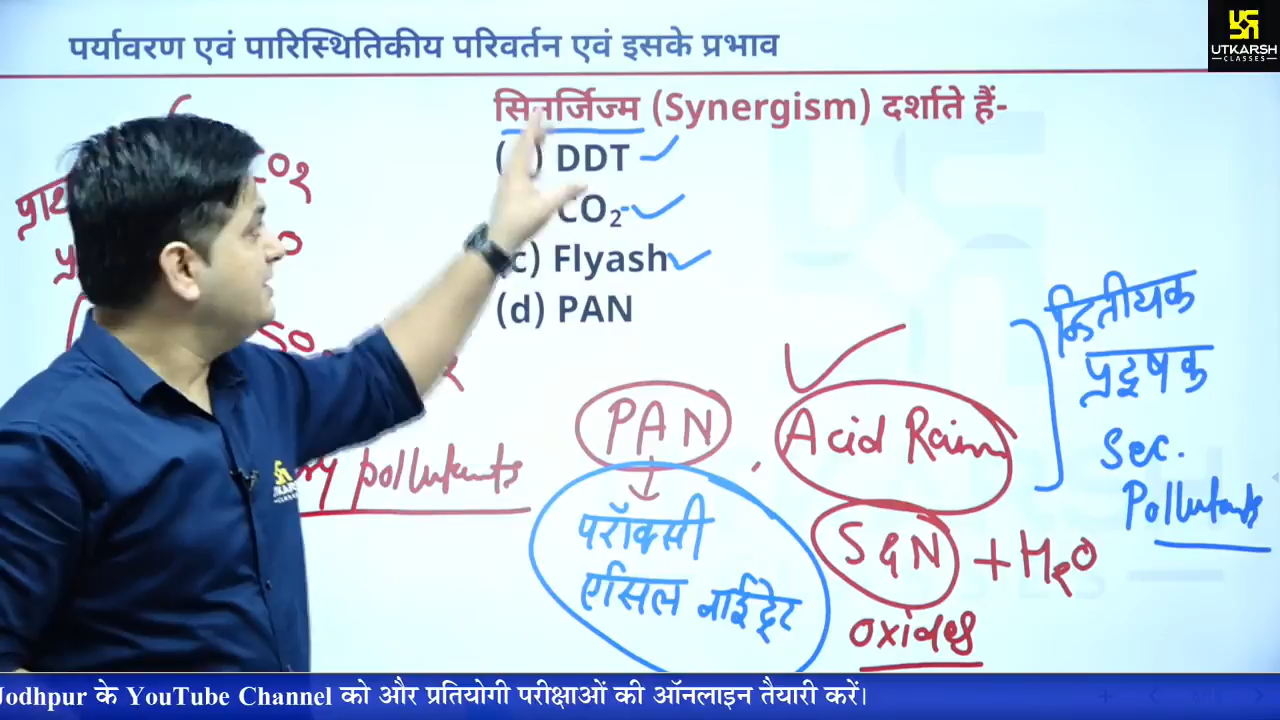 पर्यावरण एवं पारिस्थितिकीय परिवर्तन एवं इसके प्रभाव
UTKARSH
CLASSES
सिनर्जिज्म (Synergism) दर्शाते हैं-
DDT
CO₂
(c) Flyash
(d) PAN
द्वितीयक
प्रदूषक
Sec.
Pollutants
PAN
Acid Rain
pollutants
परॉक्सी
एसिल नाईट्रेट
S & N + H₂O
oxides
UTKARSH
CLASSES
Jodhpur के YouTube Channel को और प्रतियोगी परीक्षाओं की ऑनलाइन तैयारी करें।